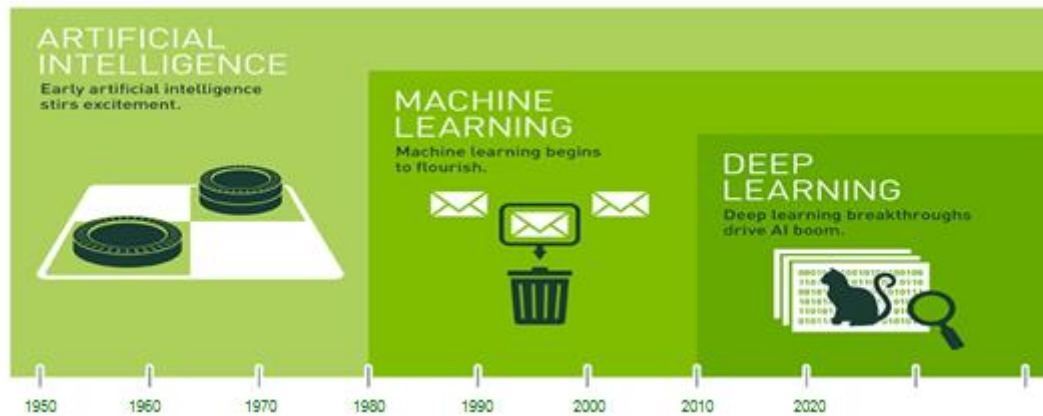 ARTIFICIAL
INTELLIGENCE
Early artificial intelligence
stirs excitement.
MACHINE
LEARNING
Machine learning begins
to flourish.
DEEP
LEARNING
Deep learning breakthroughs
drive AI boom.
1950 1960 1970 1980 1990 2000 2010 2020